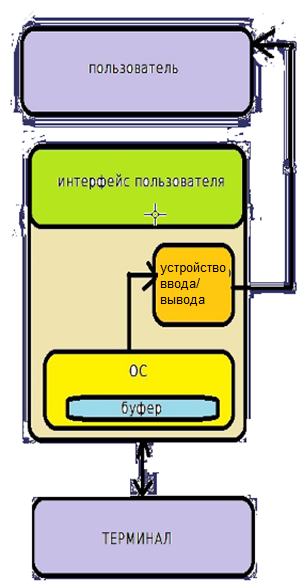 пользователь
интерфейс пользователя
устройство
ввода/
вывода
ОС
буфер
ТЕРМИНАЛ